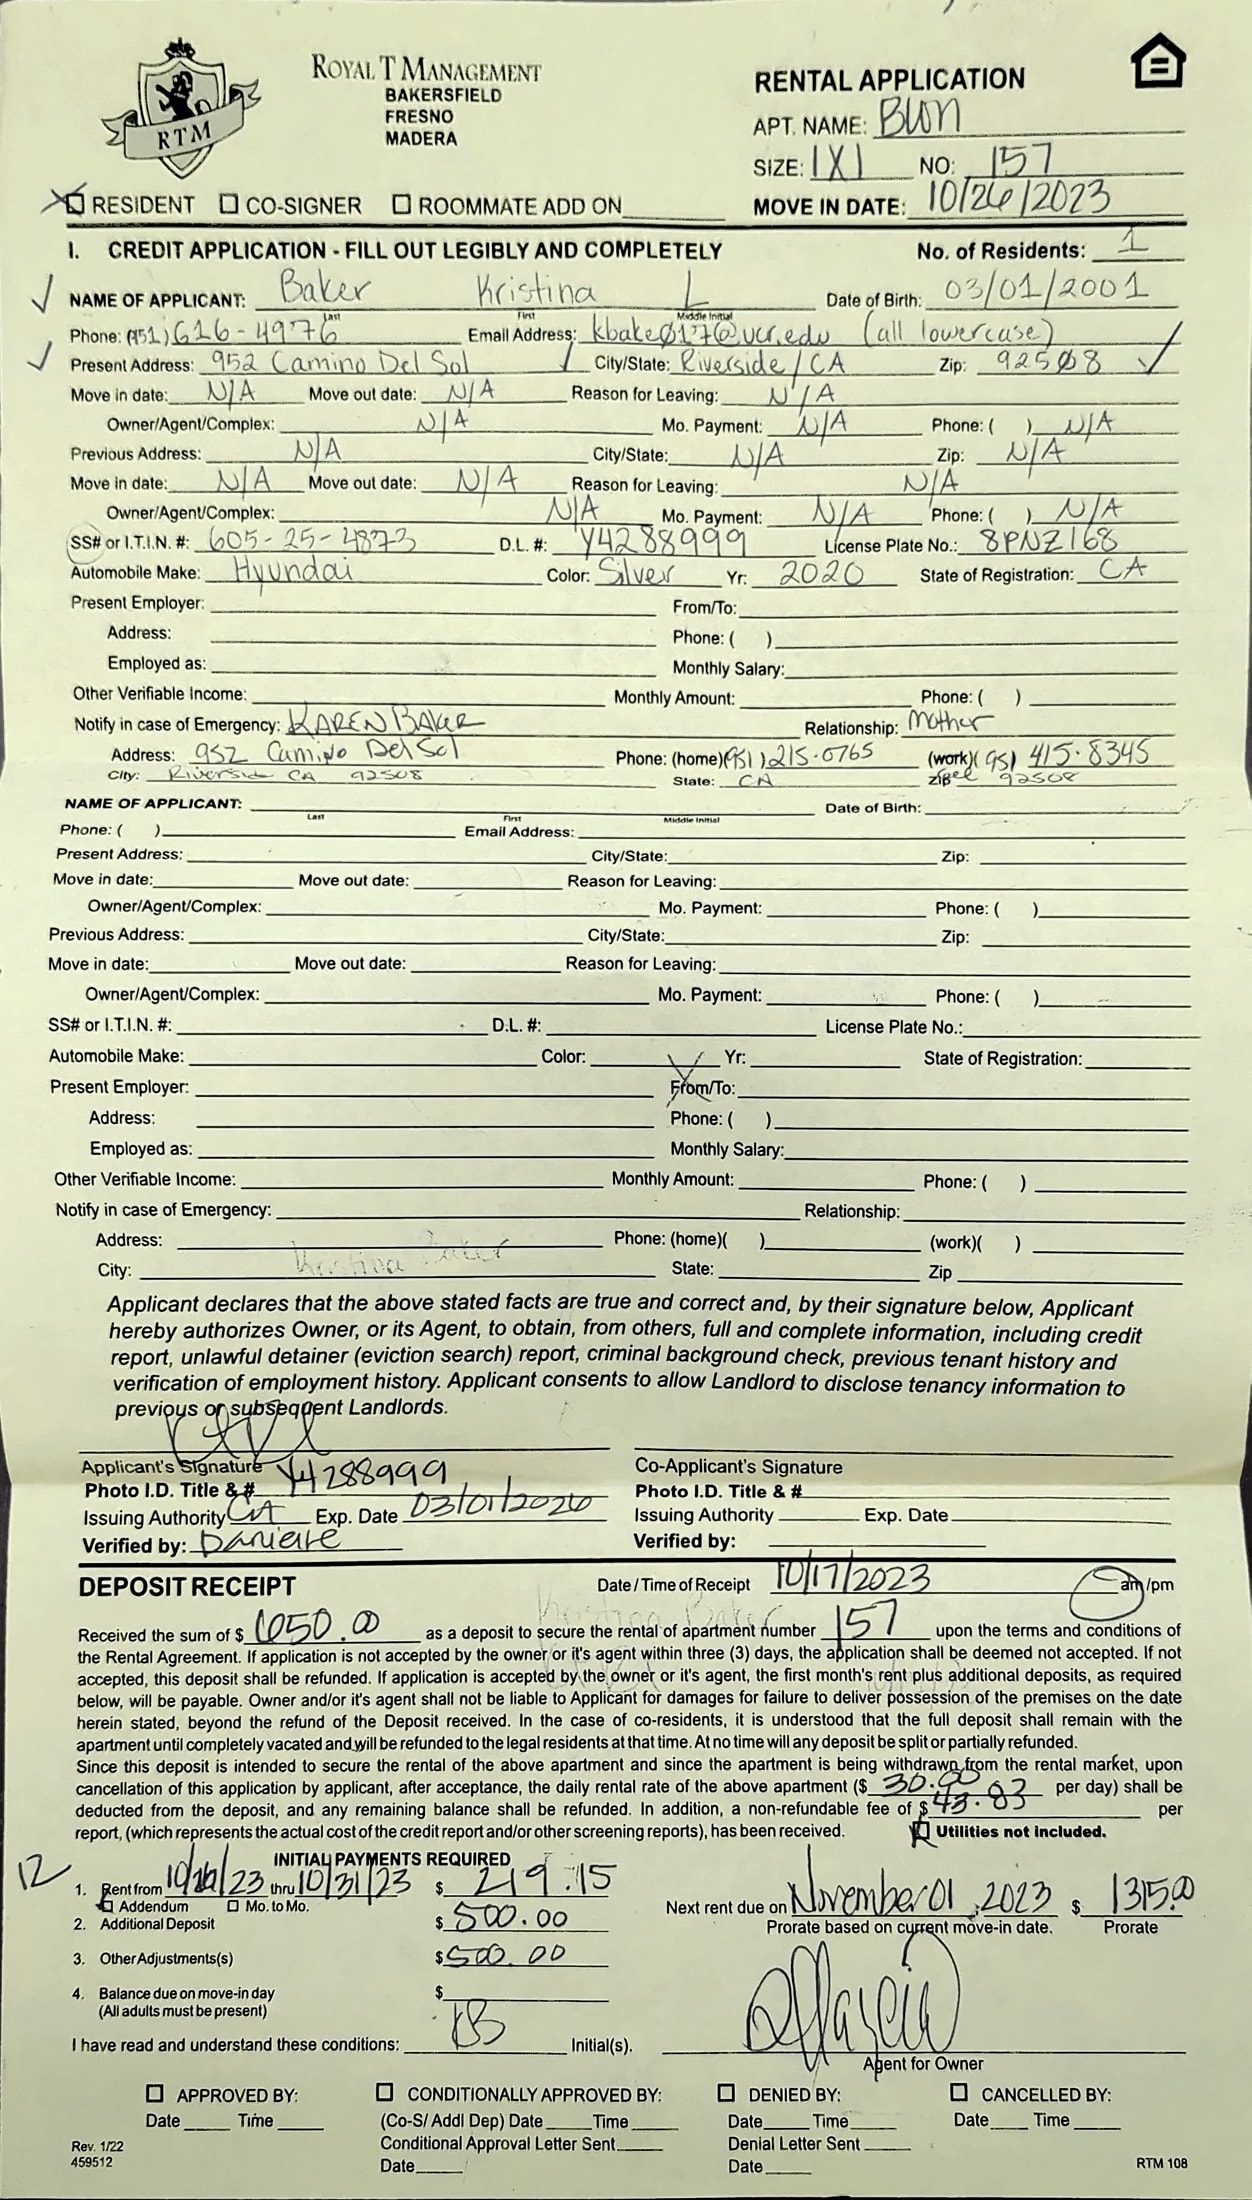 ROYAL T MANAGEMENT
BAKERSFIELD
FRESNO
MADERA
RTM
RENTAL APPLICATION
APT. NAME:
SIZE: 1X1 NO: 157
MOVE IN DATE: 10/26/2023
RESIDENT CO-SIGNER ROOMMATE ADD ON
I. CREDIT APPLICATION - FILL OUT LEGIBLY AND COMPLETELY No. of Residents: 1
NAME OF APPLICANT: Baker Kristina L Date of Birth: 03/01/2001
Last First Middle Initial
Phone: (951) 616-4976 Email Address: kbake017@ucr.edu (all lowercase)
Present Address: 952 Camino Del Sol City/State: Riverside / CA Zip: 92508
Move in date: N/A Move out date: N/A Reason for Leaving: N/A
Owner/Agent/Complex: N/A Mo. Payment: N/A Phone: ( ) N/A
Previous Address: N/A City/State: N/A Zip: N/A
Move in date: N/A Move out date: N/A Reason for Leaving: N/A
Owner/Agent/Complex: N/A Mo. Payment: N/A Phone: ( ) N/A
SS# or I.T.I.N. #: 605-25-4873 D.L. #: Y4288999 License Plate No.: 8PNZ168
Automobile Make: Hyundai Color: Silver Yr: 2020 State of Registration: CA
Present Employer: From/To:
Address: Phone: ( )
Employed as: Monthly Salary:
Other Verifiable Income: Monthly Amount: Phone: ( )
Notify in case of Emergency: KAREN BAKER Relationship: Mother
Address: 952 Camino Del Sol Phone: (home)(951) 215-0765 (work)(951) 415-8345
City: Riverside CA 92508 State: CA Zip 92508
NAME OF APPLICANT: Date of Birth:
Last First Middle Initial
Phone: ( ) Email Address:
Present Address: City/State: Zip:
Move in date: Move out date: Reason for Leaving:
Owner/Agent/Complex: Mo. Payment: Phone: ( )
Previous Address: City/State: Zip:
Move in date: Move out date: Reason for Leaving:
Owner/Agent/Complex: Mo. Payment: Phone: ( )
SS# or I.T.I.N. #: D.L. #: License Plate No.:
Automobile Make: Color: Yr: State of Registration:
Present Employer: From/To:
Address: Phone: ( )
Employed as: Monthly Salary:
Other Verifiable Income: Monthly Amount: Phone: ( )
Notify in case of Emergency: Relationship:
Address: Phone: (home)( ) (work)( )
Kristina Baker
City: State: Zip
Applicant declares that the above stated facts are true and correct and, by their signature below, Applicant
hereby authorizes Owner, or its Agent, to obtain, from others, full and complete information, including credit
report, unlawful detainer (eviction search) report, criminal background check, previous tenant history and
verification of employment history. Applicant consents to allow Landlord to disclose tenancy information to
previous or subsequent Landlords.
Applicant's Signature Co-Applicant's Signature
Photo I.D. Title & # Y4288999 Photo I.D. Title & #
Issuing Authority CA Exp. Date 03/01/2026 Issuing Authority Exp. Date
Verified by: Verified by:
DEPOSIT RECEIPT Date/Time of Receipt 10/17/2023 am/pm
Kristina Baker
Received the sum of $ 650.00 as a deposit to secure the rental of apartment number 157 upon the terms and conditions of
the Rental Agreement. If application is not accepted by the owner or it's agent within three (3) days, the application shall be deemed not accepted. If not
accepted, this deposit shall be refunded. If application is accepted by the owner or it's agent, the first month's rent plus additional deposits, as required
below, will be payable. Owner and/or it's agent shall not be liable to Applicant for damages for failure to deliver possession of the premises on the date
herein stated, beyond the refund of the Deposit received. In the case of co-residents, it is understood that the full deposit shall remain with the
apartment until completely vacated and will be refunded to the legal residents at that time. At no time will any deposit be split or partially refunded.
Since this deposit is intended to secure the rental of the above apartment and since the apartment is being withdrawn from the rental market, upon
cancellation of this application by applicant, after acceptance, the daily rental rate of the above apartment ($ 30.00 per day) shall be
deducted from the deposit, and any remaining balance shall be refunded. In addition, a non-refundable fee of $ 43.83 per
report, (which represents the actual cost of the credit report and/or other screening reports), has been received. Utilities not included.
INITIAL PAYMENTS REQUIRED
12
1. Rent from 10/26/23 thru 10/31/23 $ 219.15 Next rent due on November 01, 2023 $ 1315.00
Addendum Mo. to Mo. Prorate based on current move-in date. Prorate
2. Additional Deposit $ 500.00
3. Other Adjustments(s) $ 500.00
4. Balance due on move-in day $
(All adults must be present)
I have read and understand these conditions: KB Initial(s).
Agent for Owner
APPROVED BY: CONDITIONALLY APPROVED BY: DENIED BY: CANCELLED BY:
Date Time (Co-S/ Addl Dep) Date Time Date Time Date Time
Conditional Approval Letter Sent Denial Letter Sent
Date Date
Rev. 1/22
459512
RTM 108